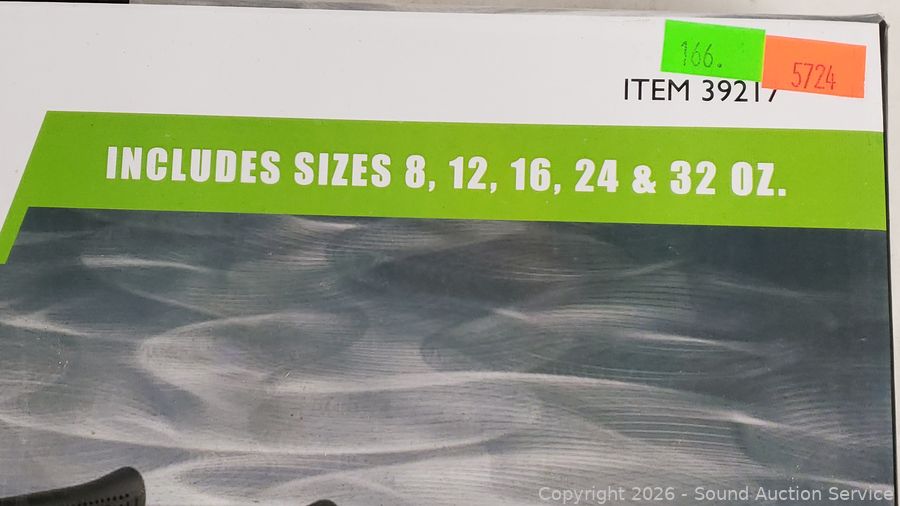 166.
5724
ITEM 39217
INCLUDES SIZES 8, 12, 16, 24 & 32 OZ.
Copyright 2026 - Sound Auction Service